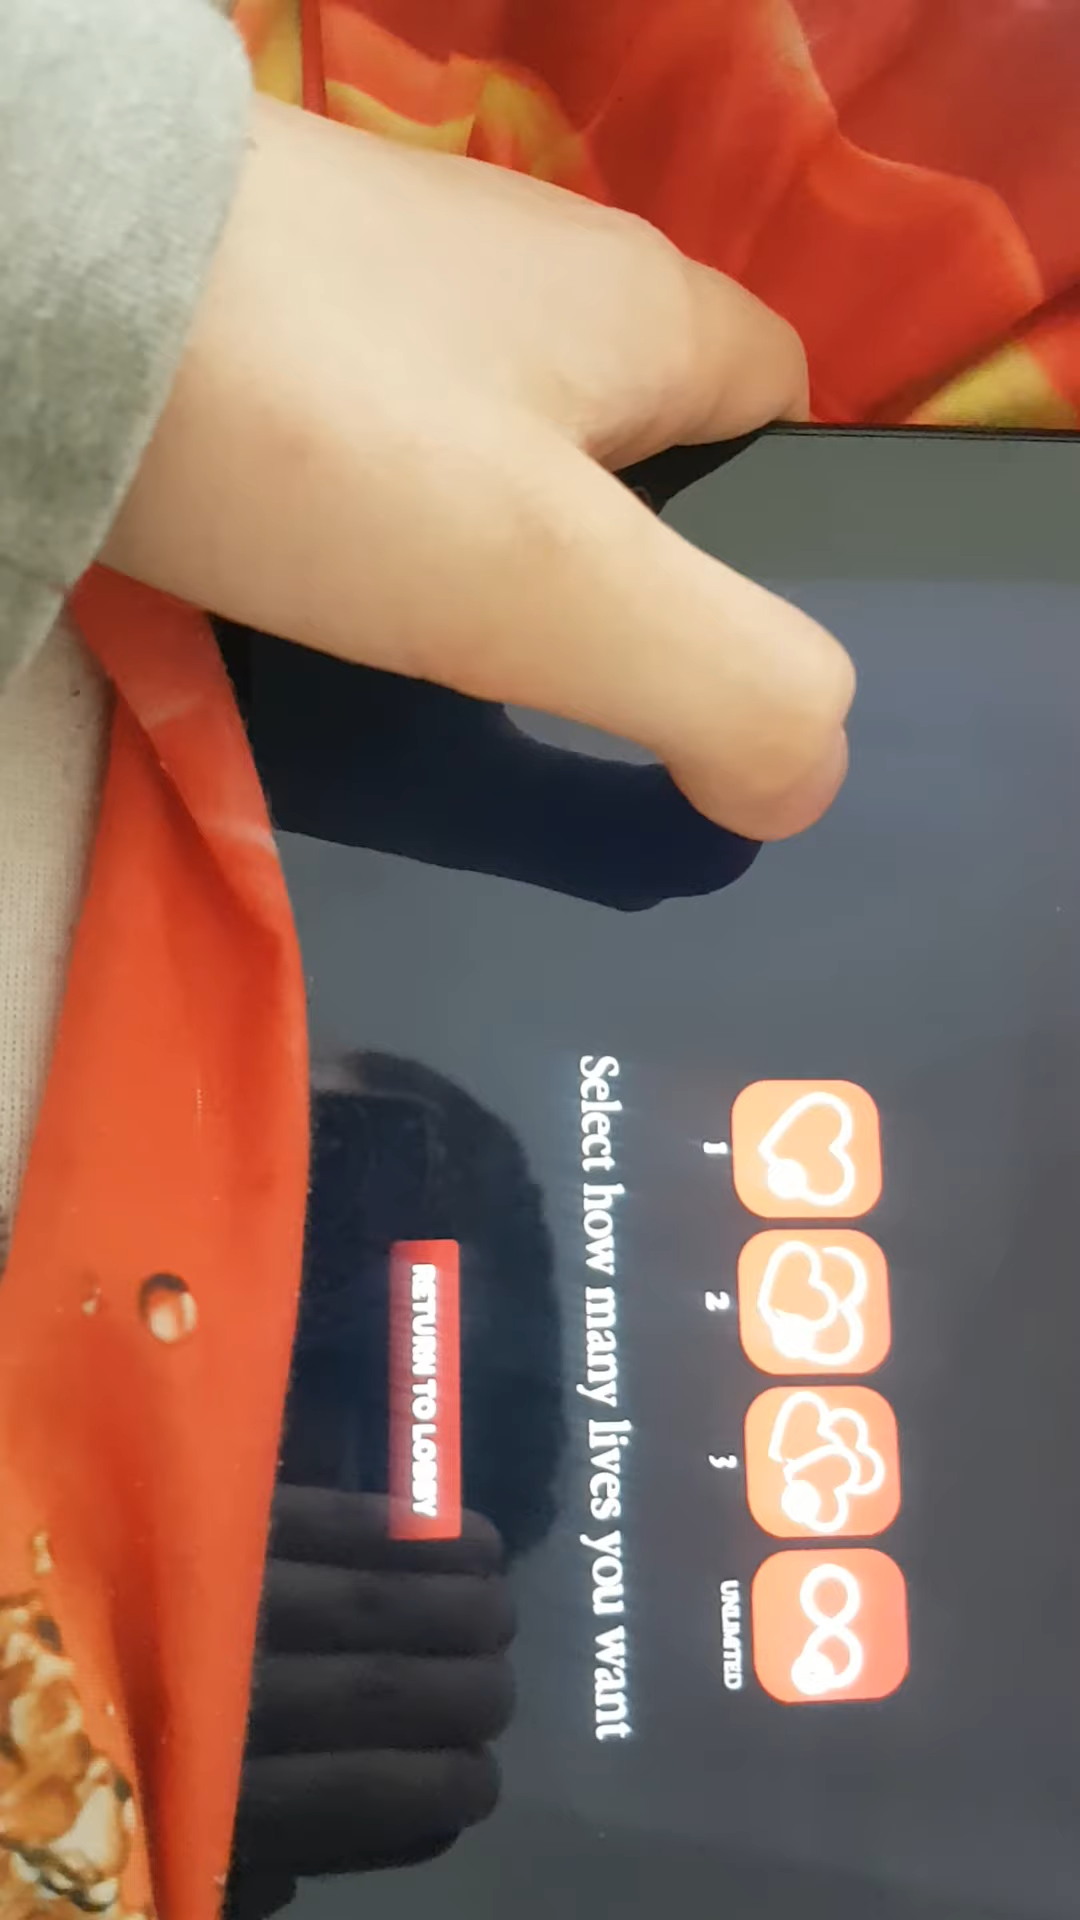 1
2
3
UNLIMITED
Select how many lives you want
RETURN TO LOBBY